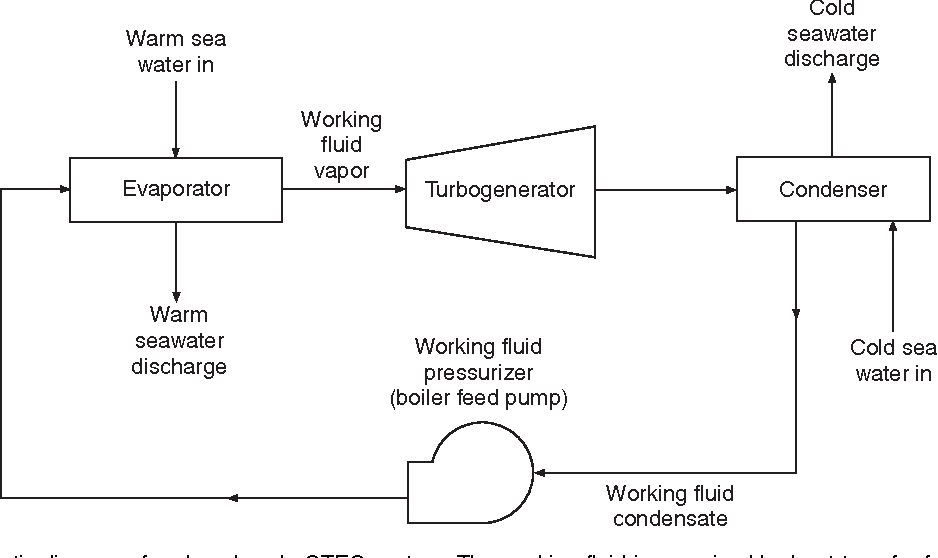 Cold
seawater
discharge
Warm sea
water in
Working
fluid
vapor
Evaporator
Turbogenerator
Condenser
Warm
seawater
discharge
Working fluid
pressurizer
(boiler feed pump)
Cold sea
water in
Working fluid
condensate